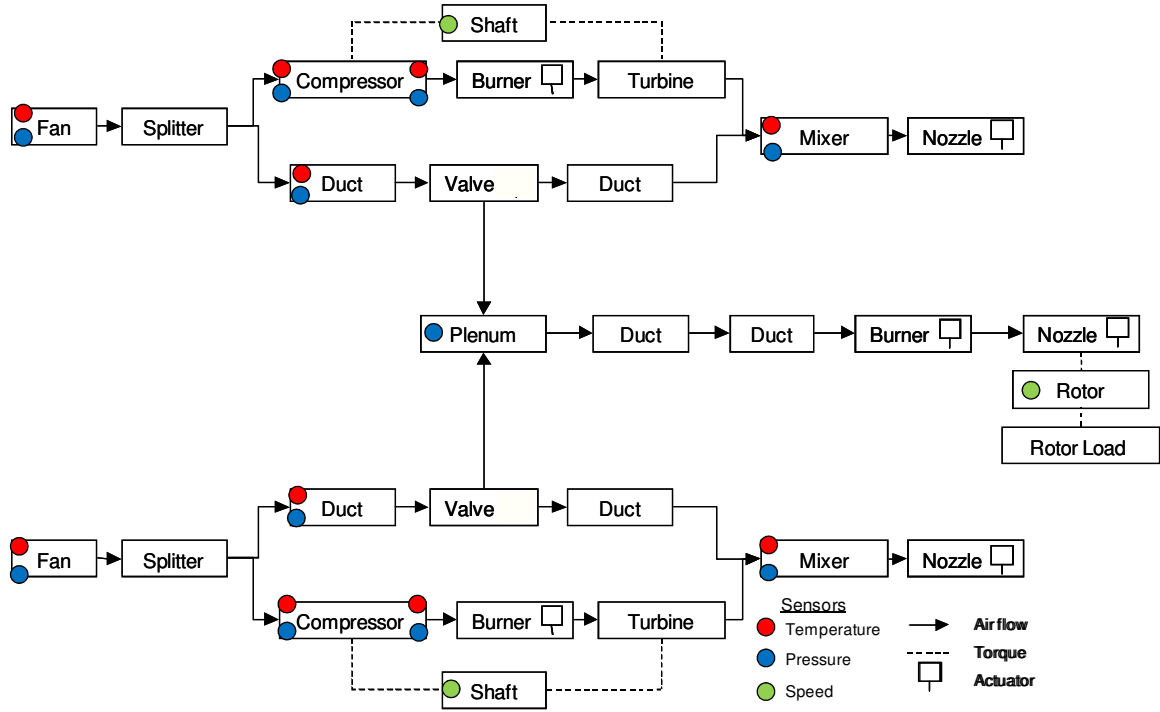 Shaft
Compressor
Burner
Turbine
Fan
Splitter
Mixer
Nozzle
Duct
Valve
Duct
Plenum
Duct
Duct
Burner
Nozzle
Rotor
Rotor Load
Duct
Valve
Duct
Fan
Splitter
Mixer
Nozzle
Compressor
Burner
Turbine
Shaft
Sensors
Temperature
Pressure
Speed
Air flow
Torque
Actuator